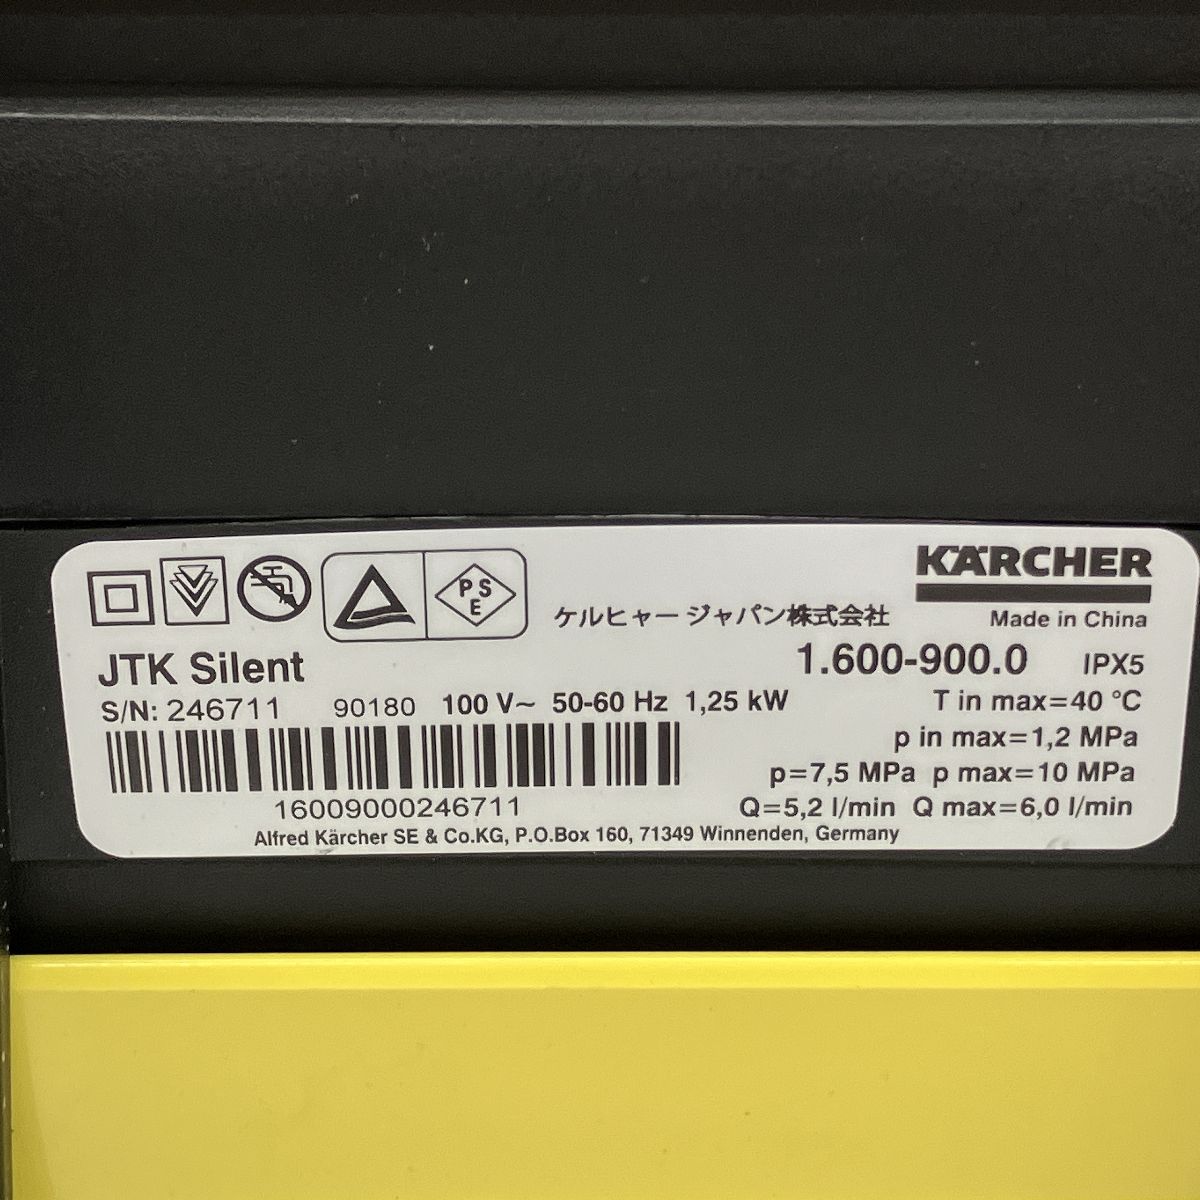 KÄRCHER
P S
E
ケルヒャー ジャパン株式会社
Made in China
JTK Silent
1.600-900.0 IPX5
S/N: 246711 90180 100 V~ 50-60 Hz 1,25 kW
T in max=40 °C
p in max=1,2 MPa
p=7,5 MPa p max=10 MPa
16009000246711
Q=5,2 l/min Q max=6,0 l/min
Alfred Kärcher SE & Co.KG, P.O.Box 160, 71349 Winnenden, Germany